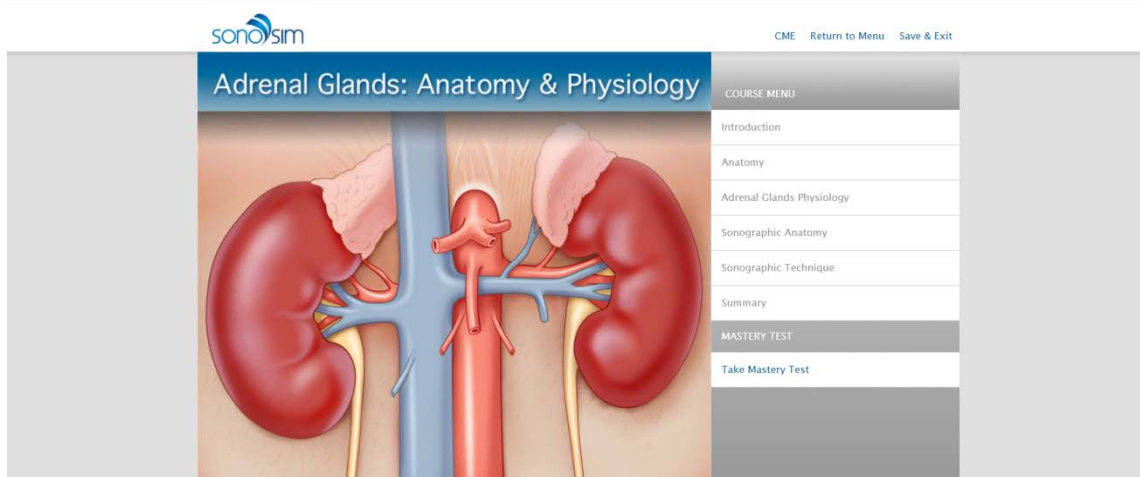 sonosim
CME Return to Menu Save & Exit
Adrenal Glands: Anatomy & Physiology
COURSE MENU
Introduction
Anatomy
Adrenal Glands Physiology
Sonographic Anatomy
Sonographic Technique
Summary
MASTERY TEST
Take Mastery Test